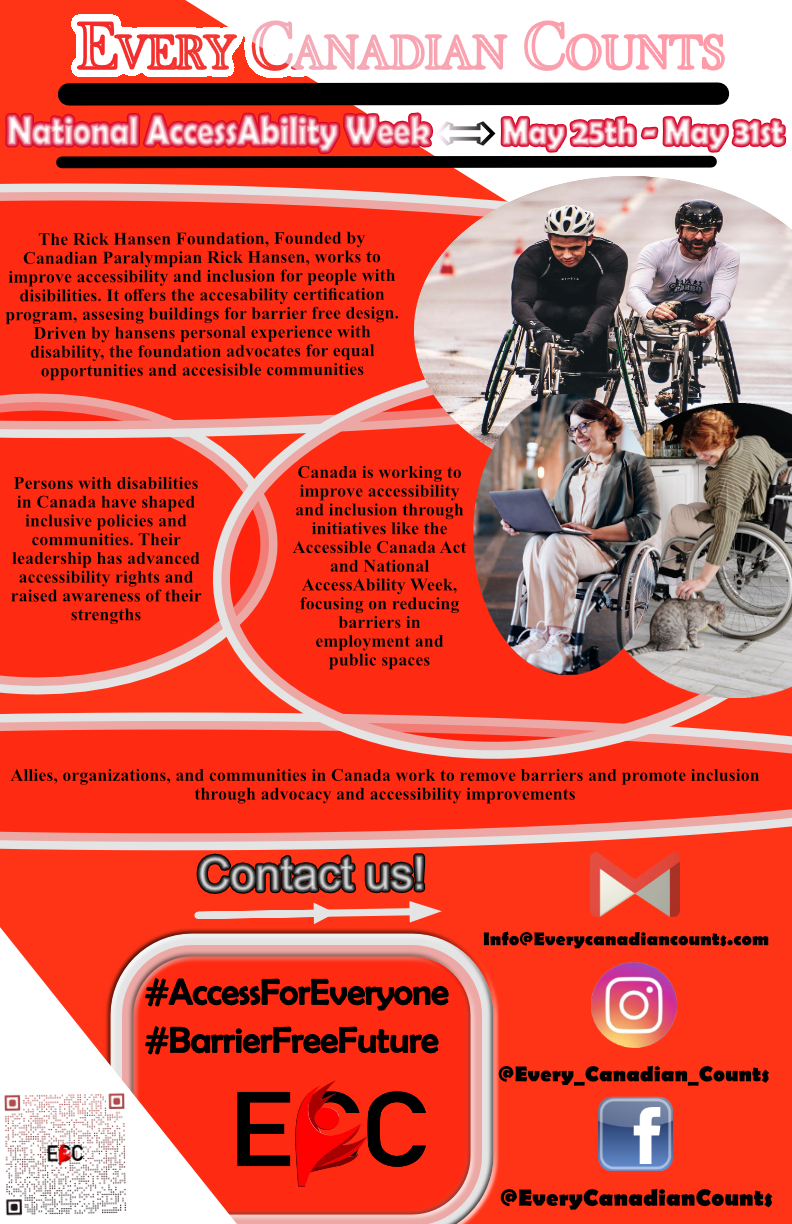 Every Canadian Counts
National AccessAbility Week
May 25th - May 31st
The Rick Hansen Foundation, Founded by
Canadian Paralympian Rick Hansen, works to
improve accessibility and inclusion for people with
disibilities. It offers the accesability certification
program, assesing buildings for barrier free design.
Driven by hansens personal experience with
disability, the foundation advocates for equal
opportunities and accesisible communities
Persons with disabilities
in Canada have shaped
inclusive policies and
communities. Their
leadership has advanced
accessibility rights and
raised awareness of their
strengths
Canada is working to
improve accessibility
and inclusion through
initiatives like the
Accessible Canada Act
and National
AccessAbility Week,
focusing on reducing
barriers in
employment and
public spaces
Allies, organizations, and communities in Canada work to remove barriers and promote inclusion
through advocacy and accessibility improvements
Contact us!
Info@Everycanadiancounts.com
@Every_Canadian_Counts
@EveryCanadianCounts
#AccessForEveryone
#BarrierFreeFuture
ECC
ECC